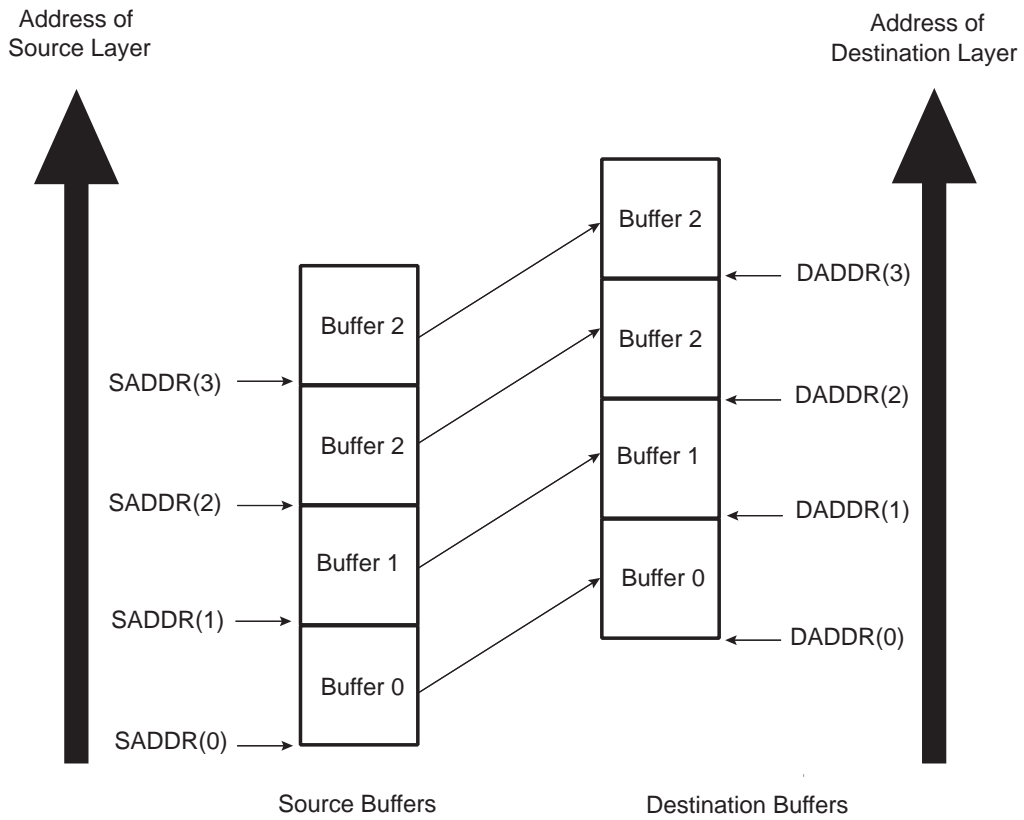 Address of
Source Layer
Address of
Destination Layer
Buffer 2
DADDR(3)
Buffer 2
Buffer 2
SADDR(3)
DADDR(2)
Buffer 2
Buffer 1
SADDR(2)
DADDR(1)
Buffer 1
Buffer 0
SADDR(1)
DADDR(0)
Buffer 0
SADDR(0)
Source Buffers
Destination Buffers